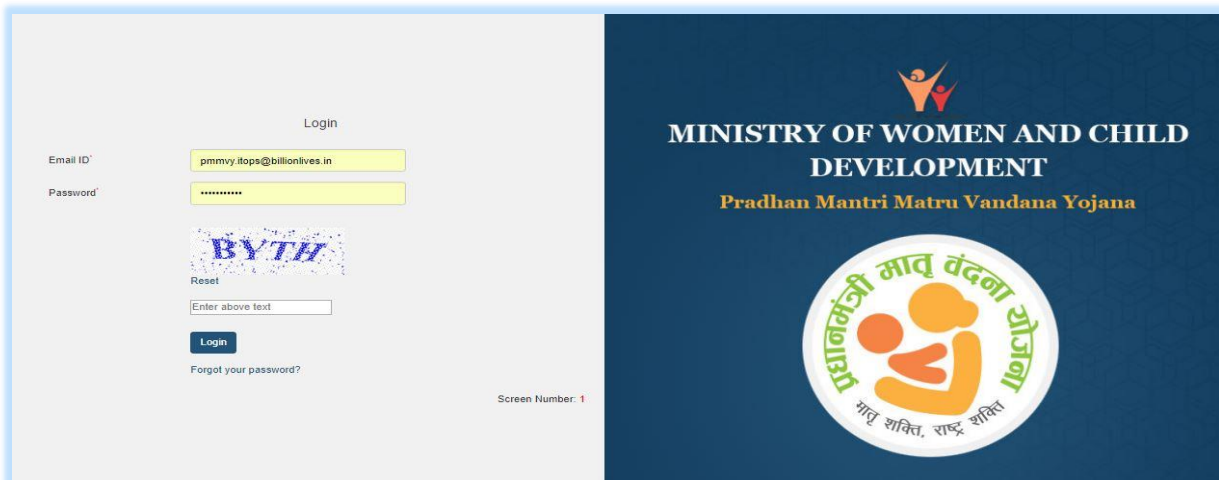 Login
Email ID*
pmmvy.itops@billionlives.in
Password*
•••••••••••
BYTH
Reset
Enter above text
Login
Forgot your password?
Screen Number: 1
MINISTRY OF WOMEN AND CHILD
DEVELOPMENT
Pradhan Mantri Matru Vandana Yojana
प्रधानमंत्री मातृ वंदना योजना
मातृ शक्ति, राष्ट्र शक्ति